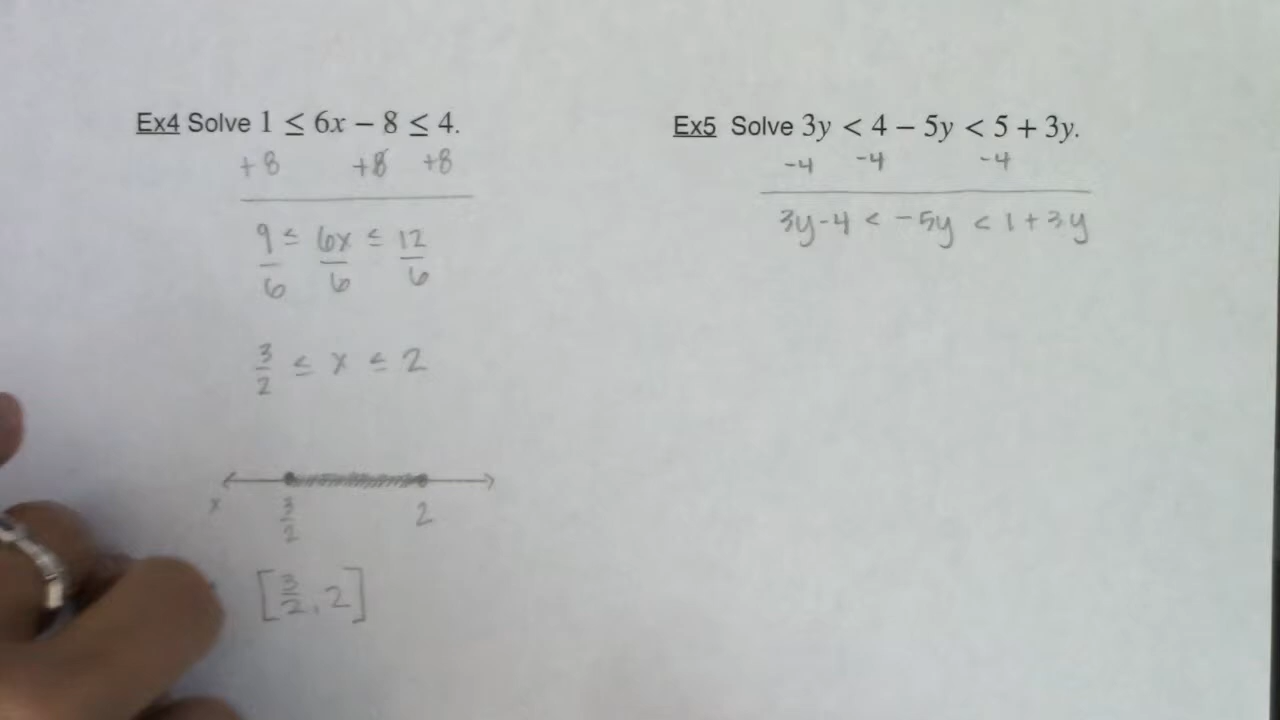 Ex4 Solve 1 ≤ 6x − 8 ≤ 4.
+8 +8 +8
9/6 ≤ 6x/6 ≤ 12/6
3/2 ≤ x ≤ 2
x 3/2 2
[3/2, 2]
Ex5 Solve 3y < 4 − 5y < 5 + 3y.
-4 -4 -4
3y-4 < -5y < 1+3y